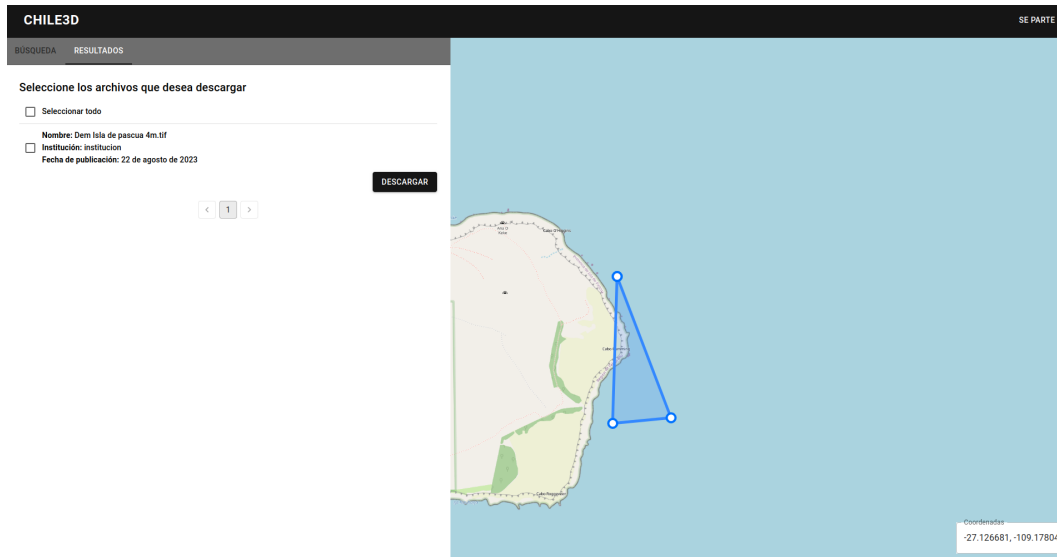 CHILE3D
SE PARTE
BÚSQUEDA
RESULTADOS
Seleccione los archivos que desea descargar
Seleccionar todo
Nombre: Dem Isla de pascua 4m.tif
Institución: institucion
Fecha de publicación: 22 de agosto de 2023
DESCARGAR
1
Coordenadas
-27.126681, -109.17804